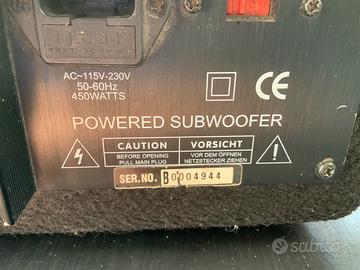 AC~115V-230V
50-60Hz
450WATTS
CE
POWERED SUBWOOFER
CAUTION
BEFORE OPENING
PULL MAIN PLUG
VORSICHT
VOR DEM ÖFFNEN
NETZSTECKER ZIEHEN
SER.NO. B0004944
subito